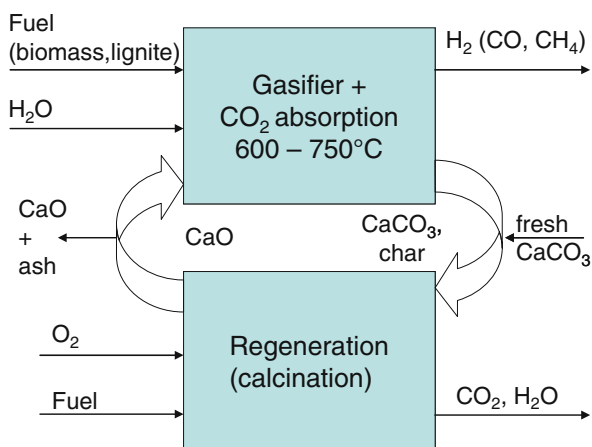 Fuel
(biomass,lignite)
H₂O
Gasifier +
CO₂ absorption
600 – 750°C
H₂ (CO, CH₄)
CaO
+
ash
CaO
CaCO₃,
char
fresh
CaCO₃
O₂
Fuel
Regeneration
(calcination)
CO₂, H₂O